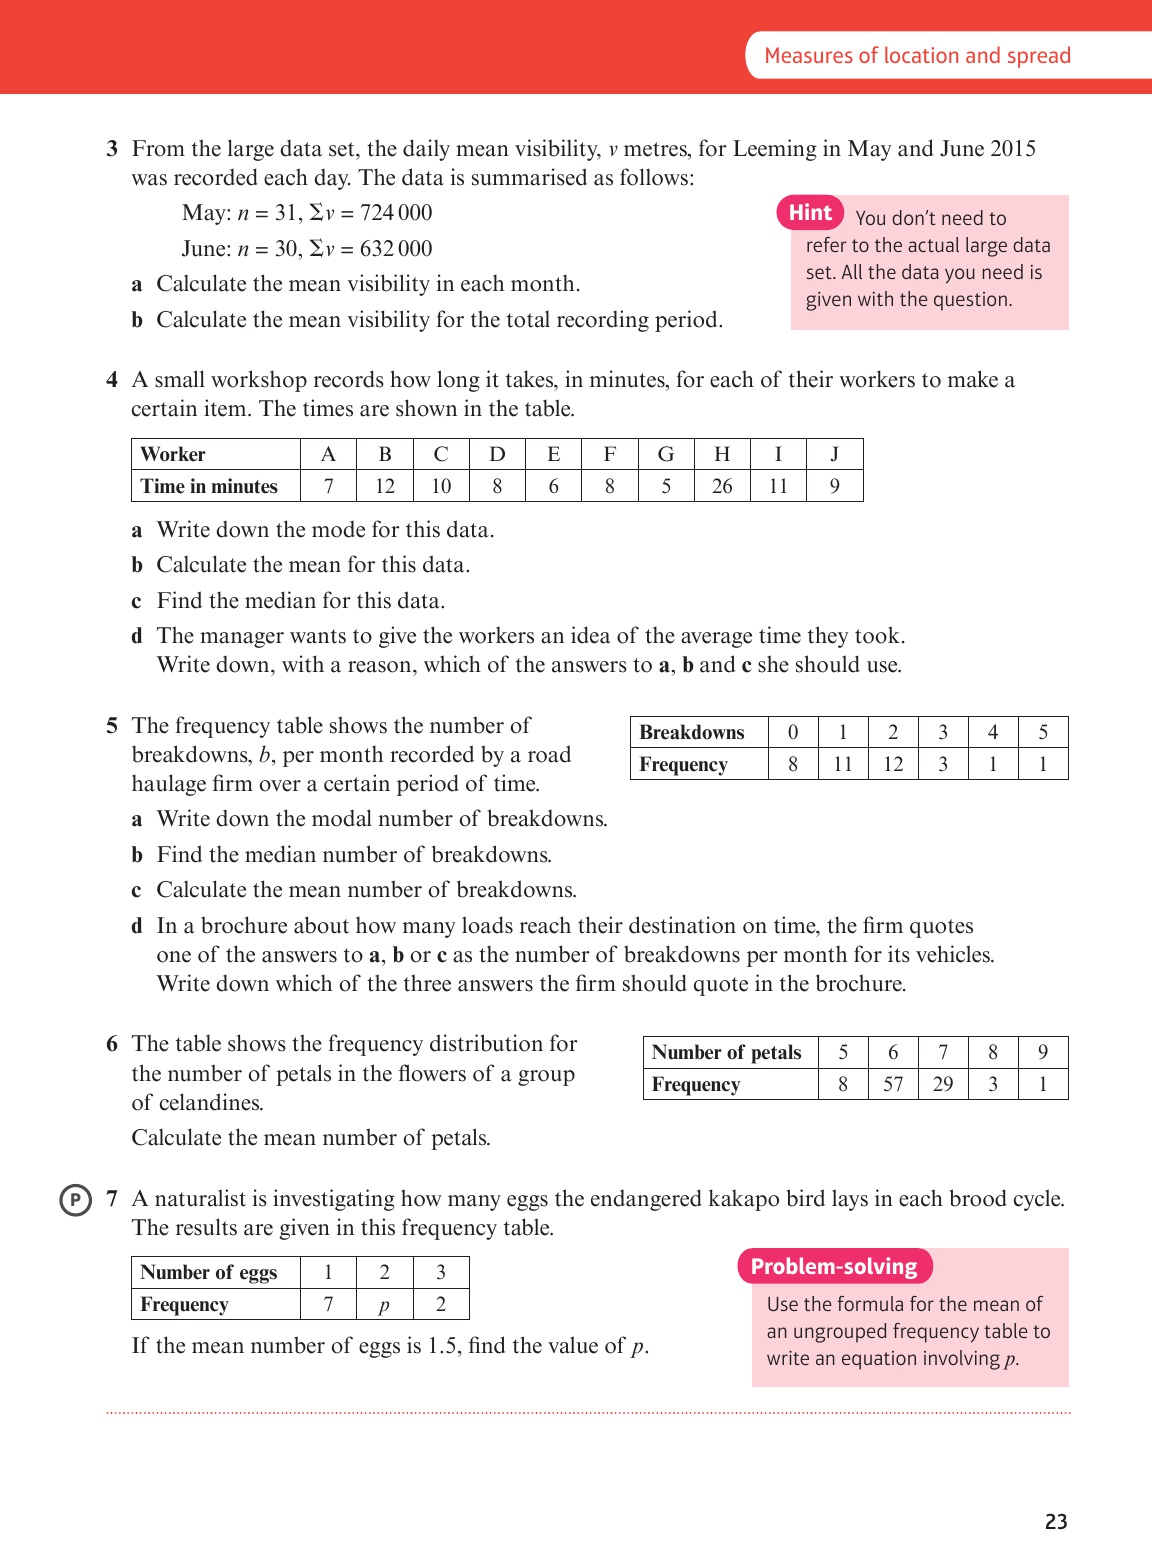 Measures of location and spread
3 From the large data set, the daily mean visibility, v metres, for Leeming in May and June 2015
was recorded each day. The data is summarised as follows:
May: n = 31, Σv = 724 000
June: n = 30, Σv = 632 000
a Calculate the mean visibility in each month.
b Calculate the mean visibility for the total recording period.
Hint You don’t need to
refer to the actual large data
set. All the data you need is
given with the question.
4 A small workshop records how long it takes, in minutes, for each of their workers to make a
certain item. The times are shown in the table.
Worker A B C D E F G H I J
Time in minutes 7 12 10 8 6 8 5 26 11 9
a Write down the mode for this data.
b Calculate the mean for this data.
c Find the median for this data.
d The manager wants to give the workers an idea of the average time they took.
Write down, with a reason, which of the answers to a, b and c she should use.
5 The frequency table shows the number of
breakdowns, b, per month recorded by a road
haulage firm over a certain period of time.
Breakdowns 0 1 2 3 4 5
Frequency 8 11 12 3 1 1
a Write down the modal number of breakdowns.
b Find the median number of breakdowns.
c Calculate the mean number of breakdowns.
d In a brochure about how many loads reach their destination on time, the firm quotes
one of the answers to a, b or c as the number of breakdowns per month for its vehicles.
Write down which of the three answers the firm should quote in the brochure.
6 The table shows the frequency distribution for
the number of petals in the flowers of a group
of celandines.
Number of petals 5 6 7 8 9
Frequency 8 57 29 3 1
Calculate the mean number of petals.
P 7 A naturalist is investigating how many eggs the endangered kakapo bird lays in each brood cycle.
The results are given in this frequency table.
Number of eggs 1 2 3
Frequency 7 p 2
If the mean number of eggs is 1.5, find the value of p.
Problem-solving
Use the formula for the mean of
an ungrouped frequency table to
write an equation involving p.
23